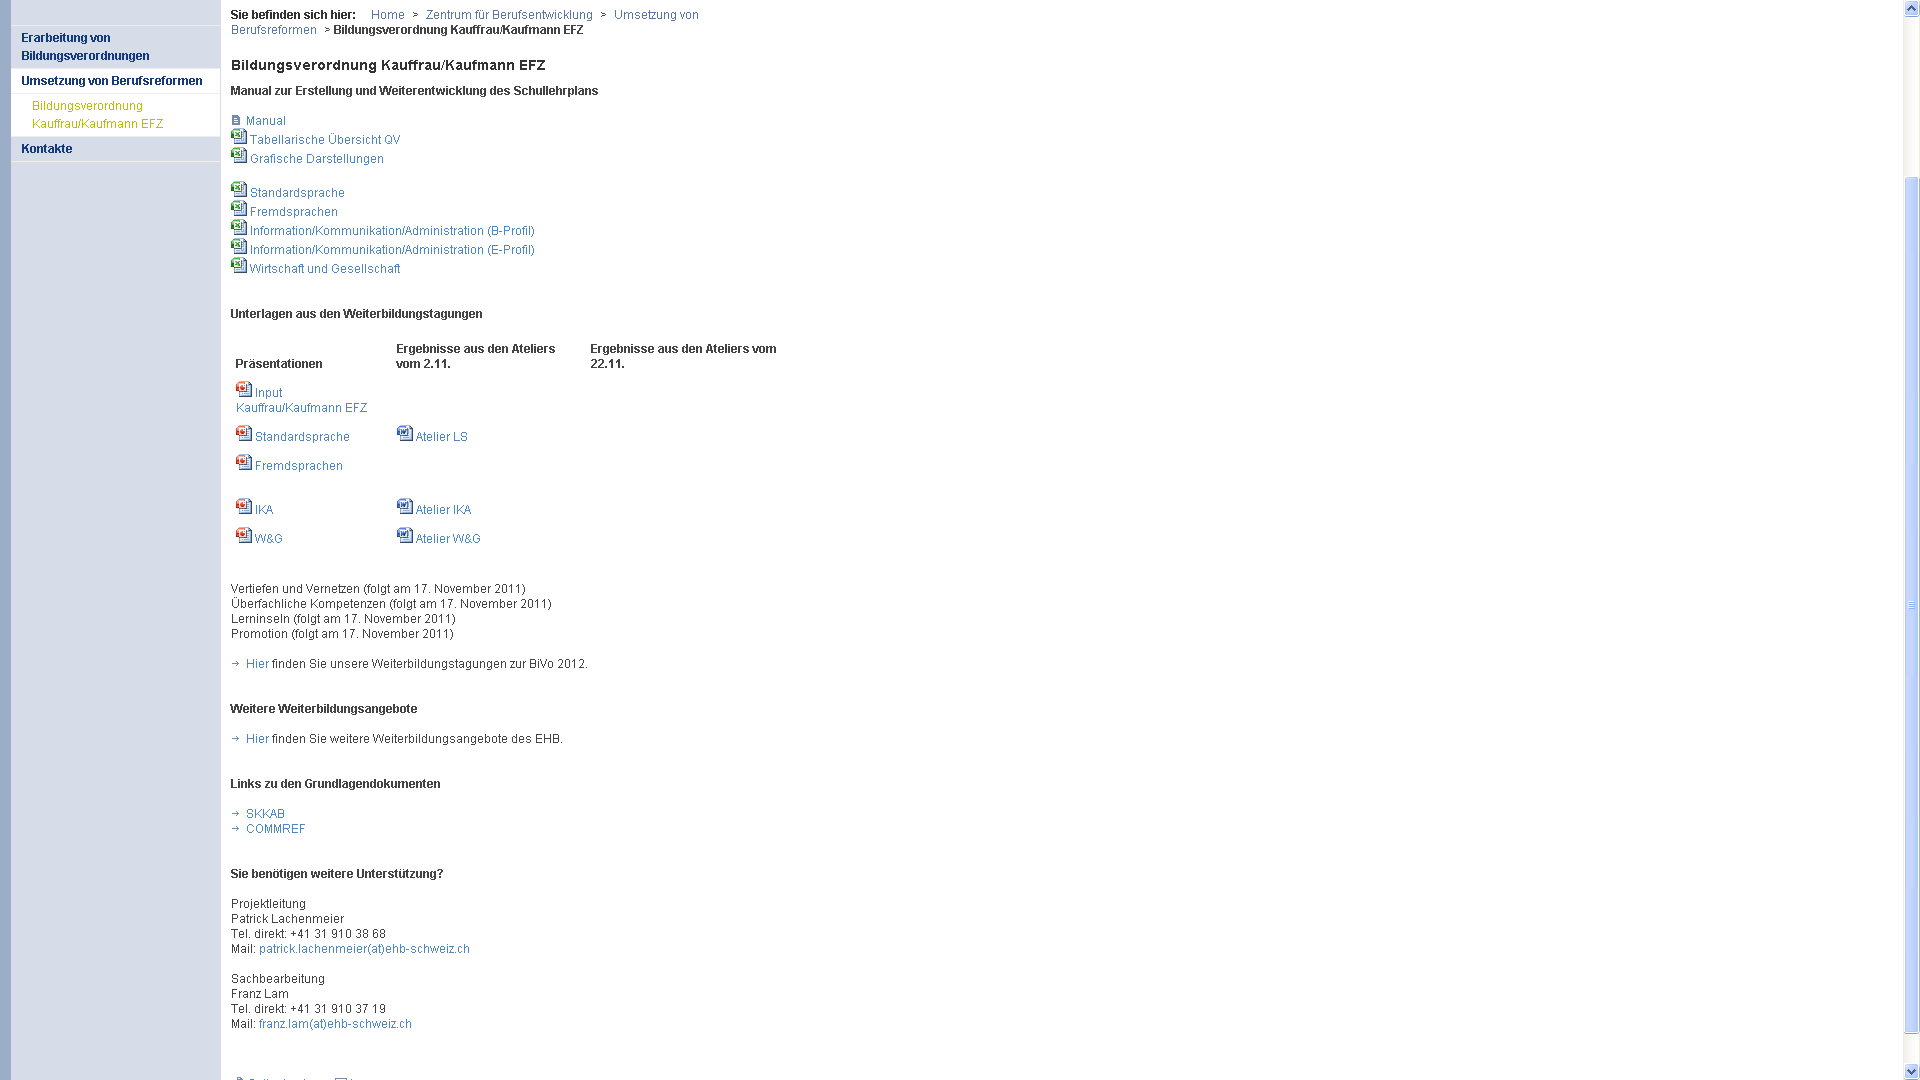 Erarbeitung von
Bildungsverordnungen
Umsetzung von Berufsreformen
Bildungsverordnung
Kauffrau/Kaufmann EFZ
Kontakte
Sie befinden sich hier: Home > Zentrum für Berufsentwicklung > Umsetzung von
Berufsreformen > Bildungsverordnung Kauffrau/Kaufmann EFZ
Bildungsverordnung Kauffrau/Kaufmann EFZ
Manual zur Erstellung und Weiterentwicklung des Schullehrplans
Manual
Tabellarische Übersicht QV
Grafische Darstellungen
Standardsprache
Fremdsprachen
Information/Kommunikation/Administration (B-Profil)
Information/Kommunikation/Administration (E-Profil)
Wirtschaft und Gesellschaft
Unterlagen aus den Weiterbildungstagungen
Präsentationen
Ergebnisse aus den Ateliers
vom 2.11.
Ergebnisse aus den Ateliers vom
22.11.
Input
Kauffrau/Kaufmann EFZ
Standardsprache Atelier LS
Fremdsprachen
IKA Atelier IKA
W&G Atelier W&G
Vertiefen und Vernetzen (folgt am 17. November 2011)
Überfachliche Kompetenzen (folgt am 17. November 2011)
Lerninseln (folgt am 17. November 2011)
Promotion (folgt am 17. November 2011)
Hier finden Sie unsere Weiterbildungstagungen zur BiVo 2012.
Weitere Weiterbildungsangebote
Hier finden Sie weitere Weiterbildungsangebote des EHB.
Links zu den Grundlagendokumenten
SKKAB
COMMREF
Sie benötigen weitere Unterstützung?
Projektleitung
Patrick Lachenmeier
Tel. direkt: +41 31 910 38 68
Mail: patrick.lachenmeier(at)ehb-schweiz.ch
Sachbearbeitung
Franz Lam
Tel. direkt: +41 31 910 37 19
Mail: franz.lam(at)ehb-schweiz.ch